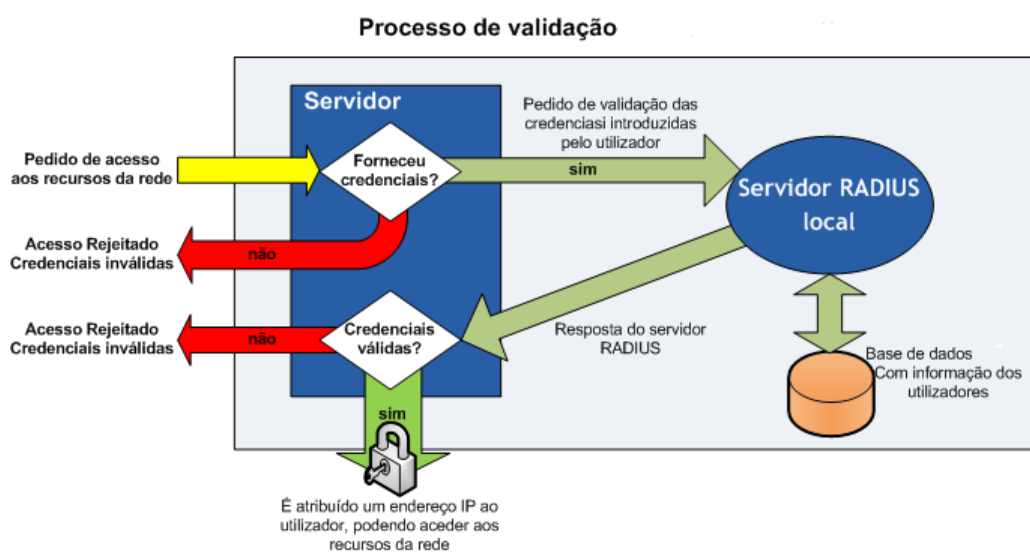 Processo de validação
Servidor
Pedido de validação das
credenciasi introduzidas
pelo utilizador
Pedido de acesso
aos recursos da rede
Forneceu
credenciais?
sim
Servidor RADIUS
local
Acesso Rejeitado
Credenciais inválidas
não
Acesso Rejeitado
Credenciais inválidas
não
Credenciais
válidas?
Resposta do servidor
RADIUS
Base de dados
Com informação dos
utilizadores
sim
É atribuído um endereço IP ao
utilizador, podendo aceder aos
recursos da rede